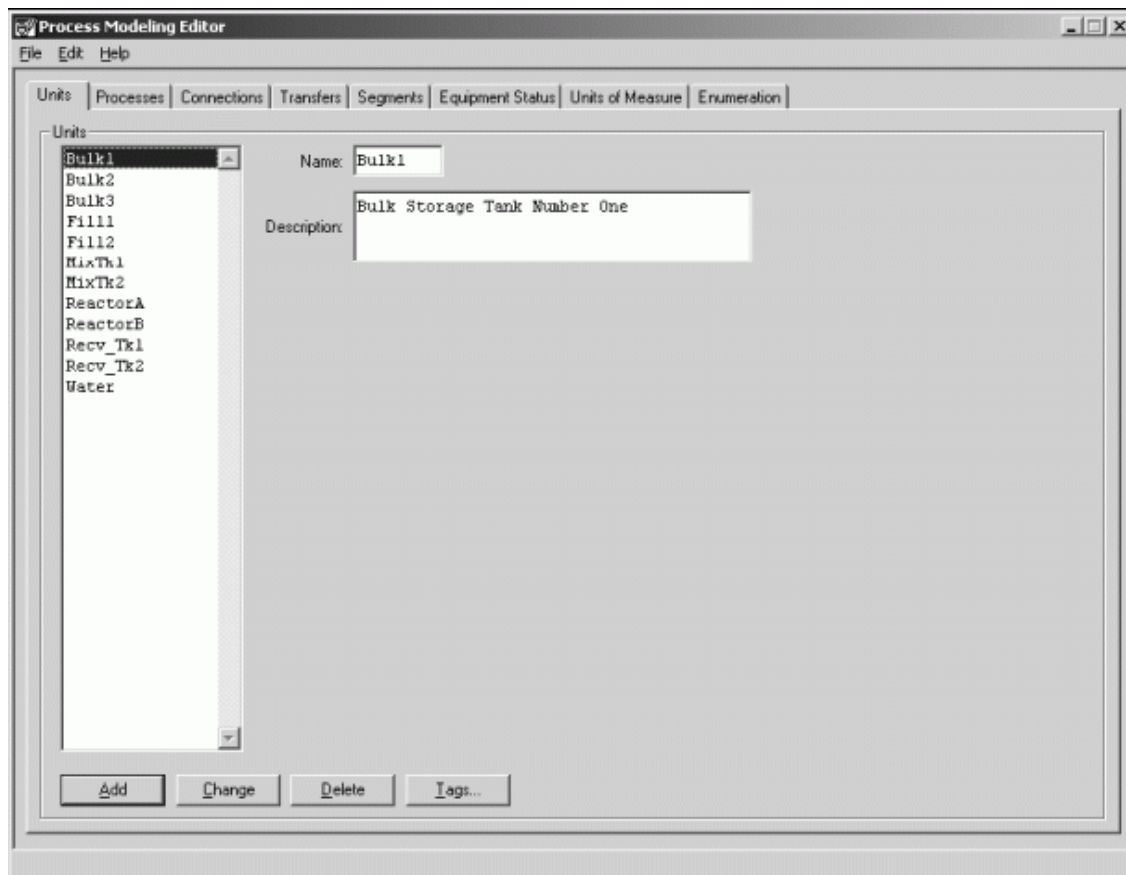 Process Modeling Editor
File Edit Help
Units Processes Connections Transfers Segments Equipment Status Units of Measure Enumeration
Units
Bulk1
Bulk2
Bulk3
Fill1
Fill2
MixTk1
MixTk2
ReactorA
ReactorB
Recv_Tk1
Recv_Tk2
Water
Name: Bulk1
Description: Bulk Storage Tank Number One
Add Change Delete Tags...